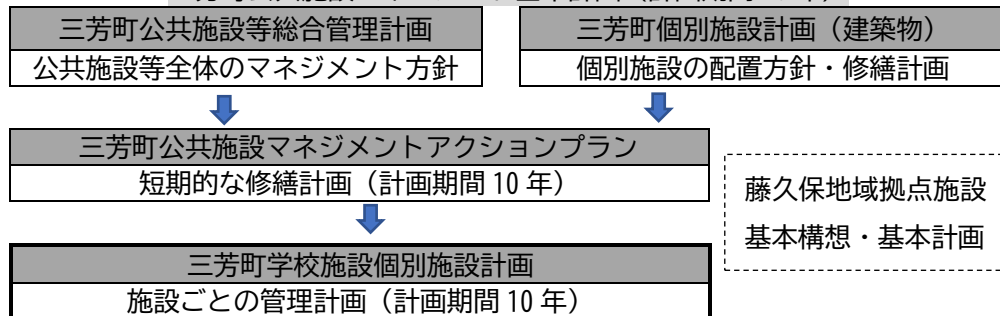 三芳町公共施設等総合管理計画
公共施設等全体のマネジメント方針
三芳町個別施設計画（建築物）
個別施設の配置方針・修繕計画
三芳町公共施設マネジメントアクションプラン
短期的な修繕計画（計画期間 10 年）
藤久保地域拠点施設
基本構想・基本計画
三芳町学校施設個別施設計画
施設ごとの管理計画（計画期間 10 年）